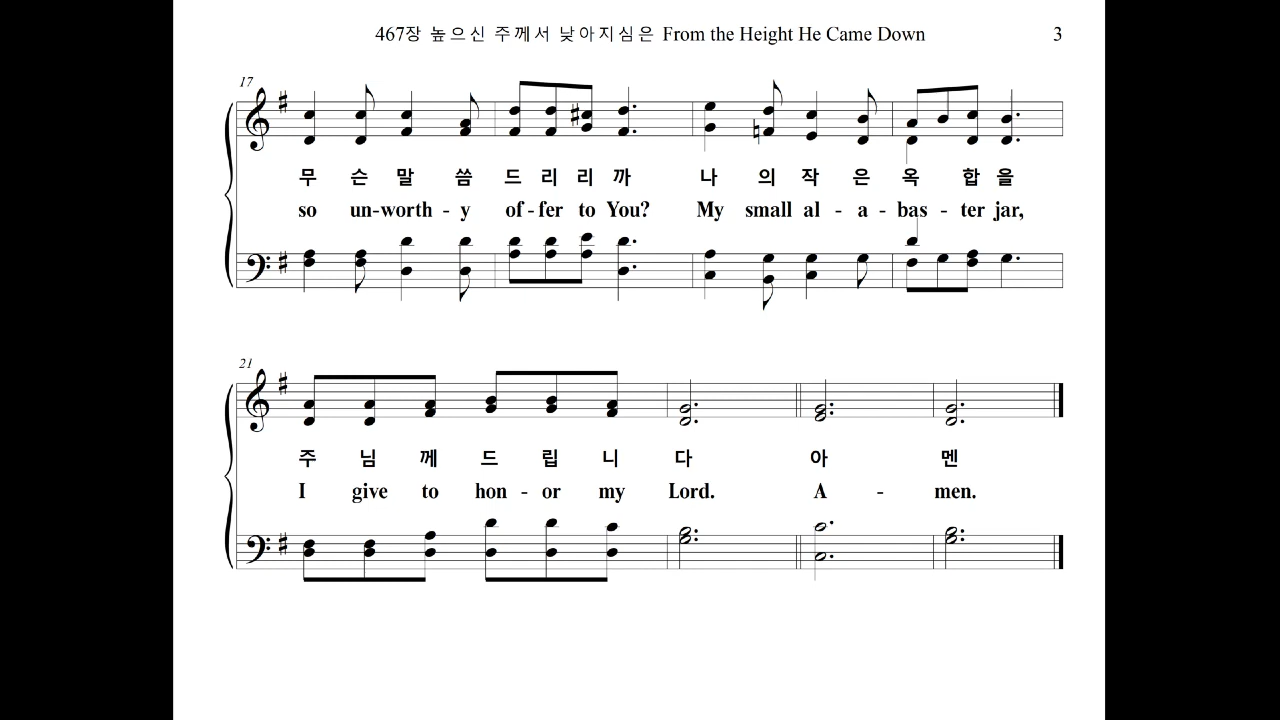 467장 높으신 주께서 낮아지심은 From the Height He Came Down 3
17
무 슨 말 씀 드 리 리 까 나 의 작 은 옥 합 을
so un-worth - y of - fer to You? My small al - a - bas - ter jar,
21
주 님 께 드 립 니 다 아 멘
I give to hon - or my Lord. A - men.